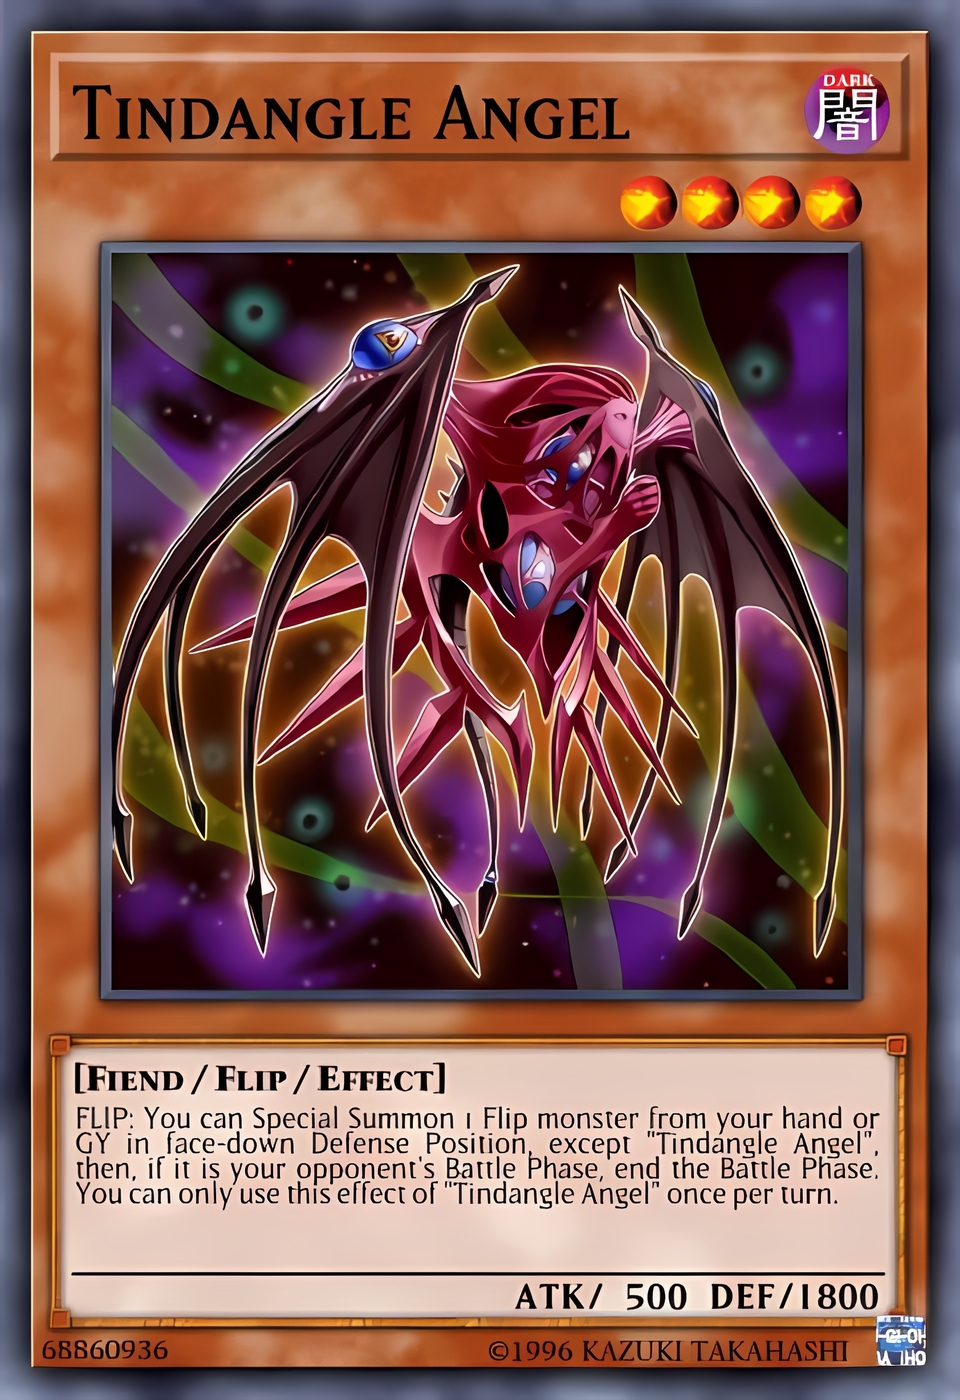 TINDANGLE ANGEL
DARK
闇
[FIEND / FLIP / EFFECT]
FLIP: You can Special Summon 1 Flip monster from your hand or
GY in face-down Defense Position, except "Tindangle Angel",
then, if it is your opponent's Battle Phase, end the Battle Phase.
You can only use this effect of "Tindangle Angel" once per turn.
ATK/ 500 DEF/1800
68860936
©1996 KAZUKI TAKAHASHI